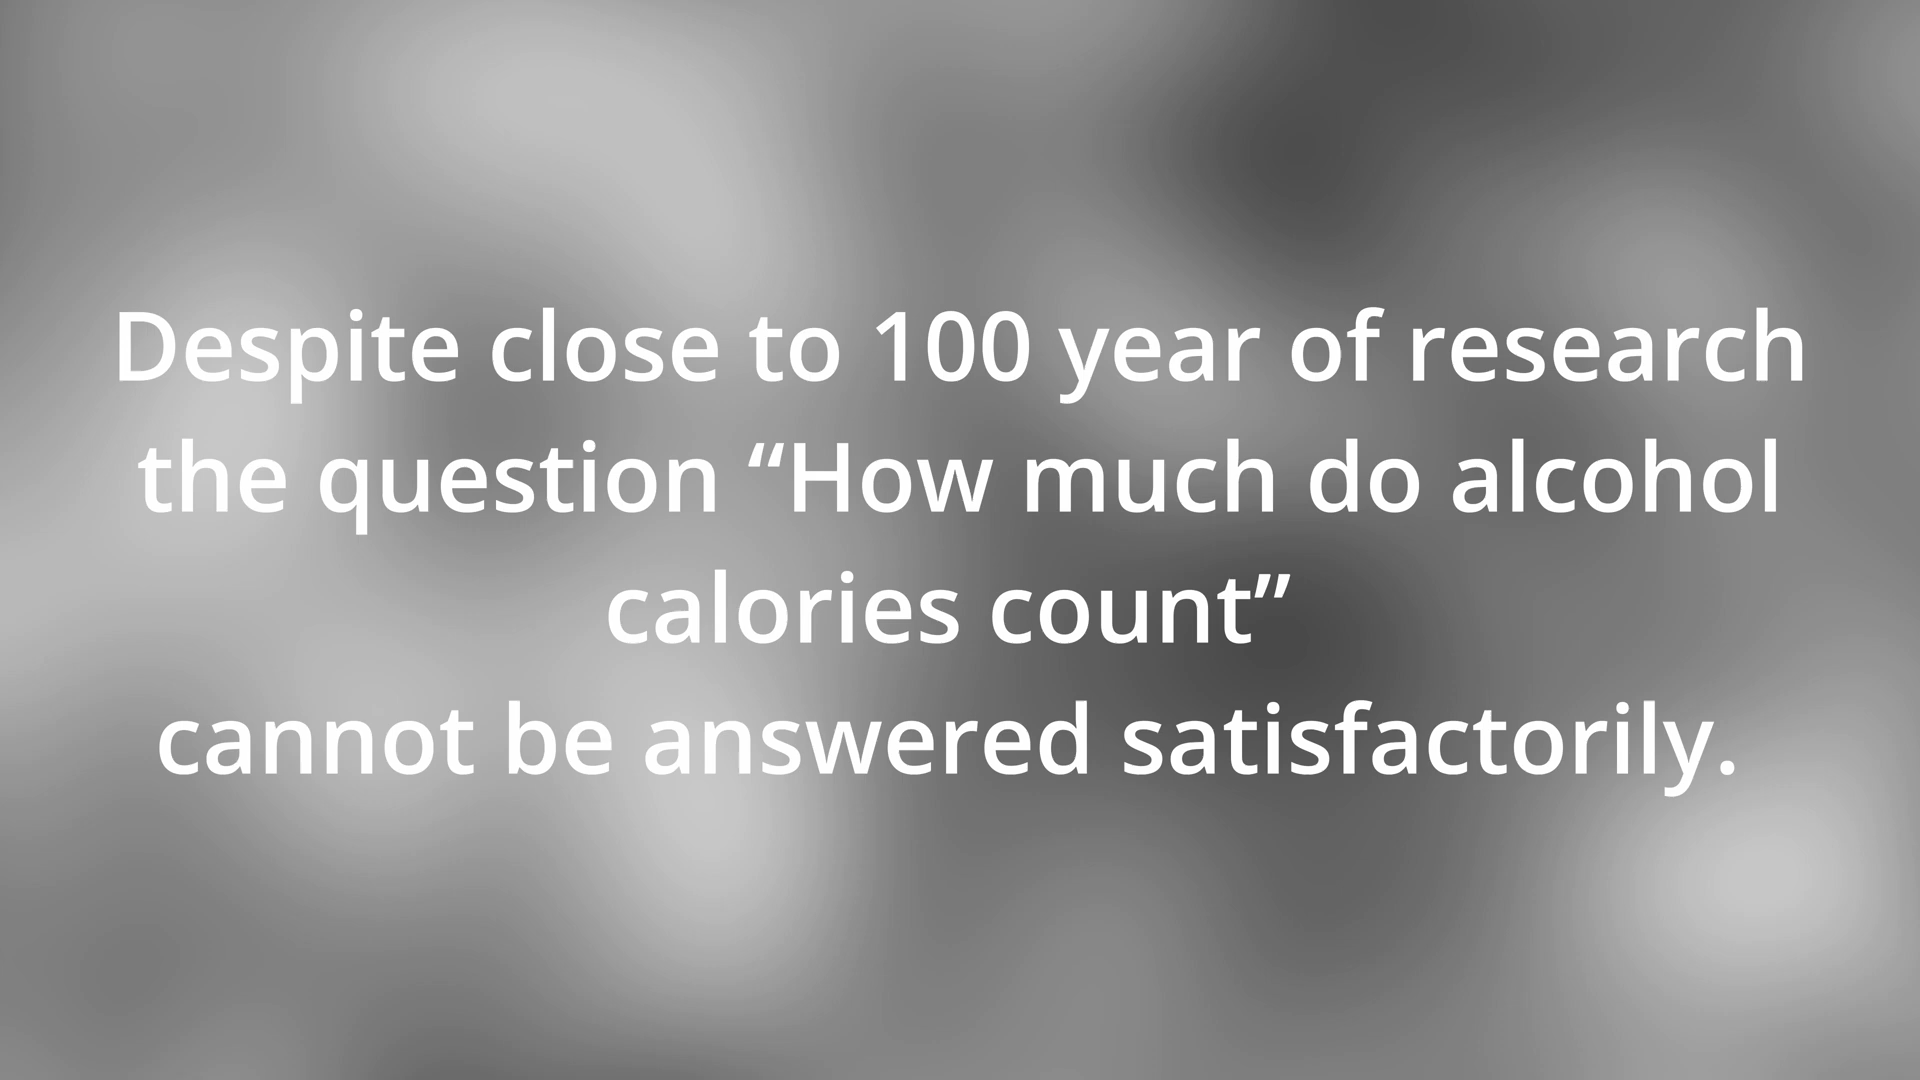 Despite close to 100 year of research
the question “How much do alcohol
calories count”
cannot be answered satisfactorily.